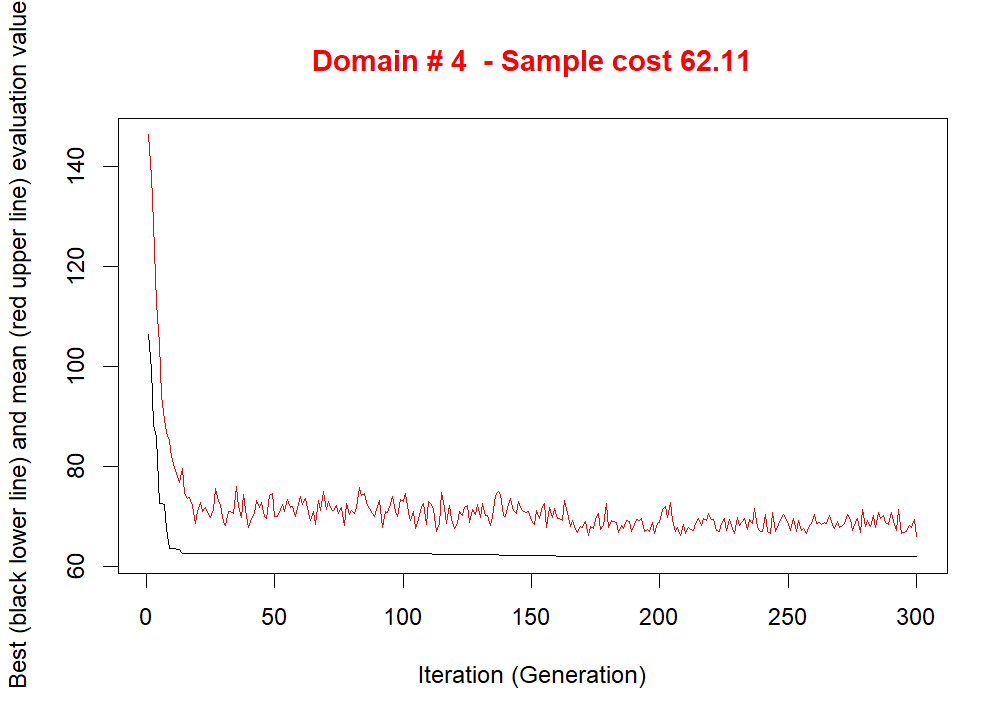 Domain # 4  - Sample cost 62.11
Best (black lower line) and mean (red upper line) evaluation value
140
120
100
80
60
0 50 100 150 200 250 300
Iteration (Generation)